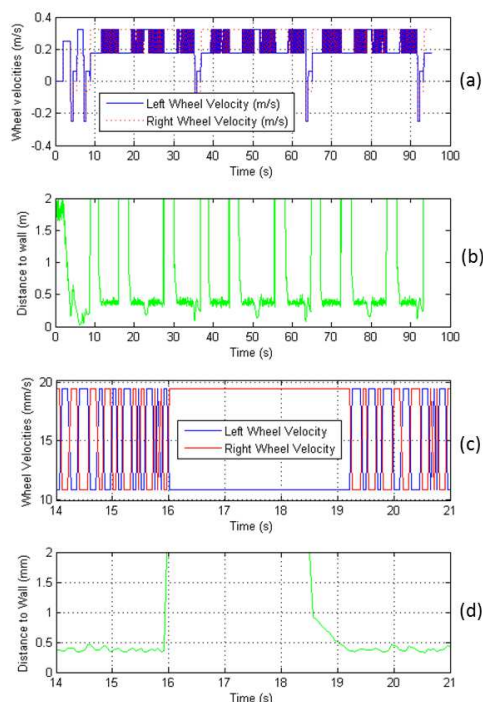 0.4
0.2
0
-0.2
-0.4
Wheel velocities (m/s)
Left Wheel Velocity (m/s)
Right Wheel Velocity (m/s)
0 10 20 30 40 50 60 70 80 90 100
Time (s)
(a)
2
1.5
1
0.5
0
Distance to wall (m)
0 10 20 30 40 50 60 70 80 90 100
Time (s)
(b)
20
15
10
Wheel Velocities (mm/s)
Left Wheel Velocity
Right Wheel Velocity
14 15 16 17 18 19 20 21
Time (s)
(c)
2
1.5
1
0.5
0
Distance to Wall (mm)
14 15 16 17 18 19 20 21
Time (s)
(d)